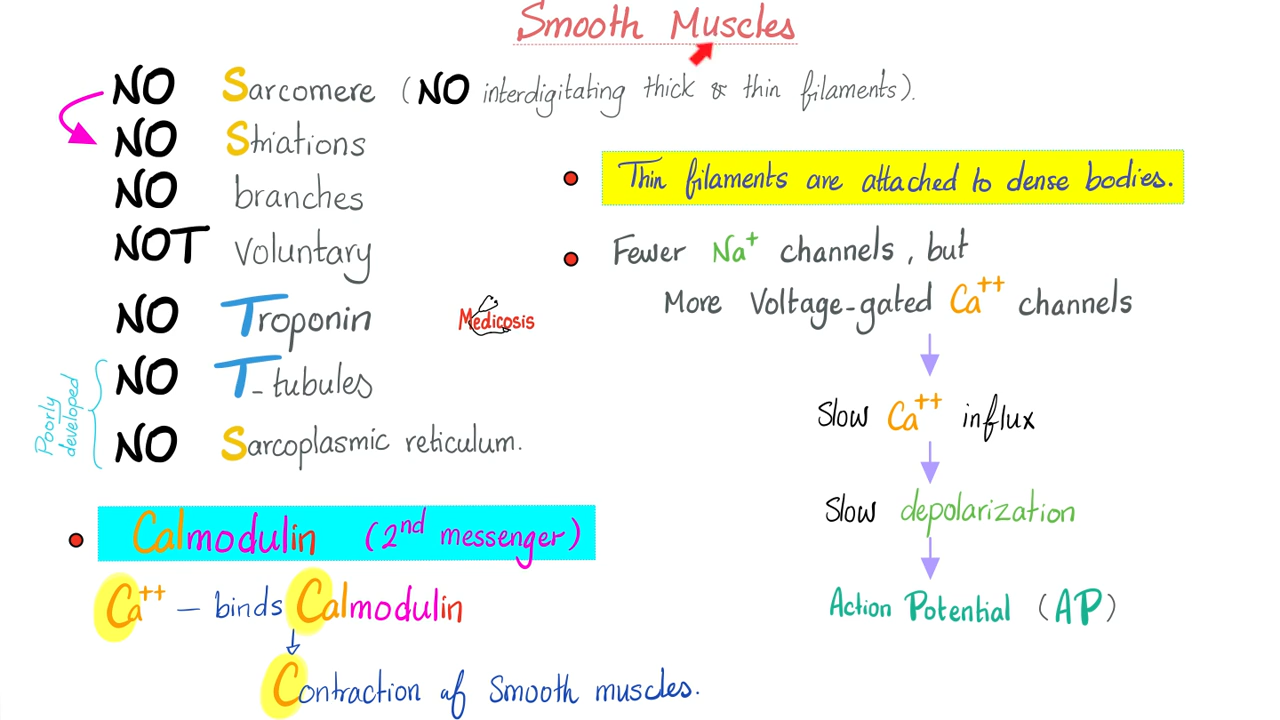 Smooth Muscles
NO Sarcomere (NO interdigitating thick & thin filaments).
NO Striations
NO branches
NOT Voluntary
NO Troponin
NO T-tubules
NO Sarcoplasmic reticulum.
Poorly
developed
Medicosis
Calmodulin (2nd messenger)
Ca++ – binds Calmodulin
Contraction of Smooth muscles.
Thin filaments are attached to dense bodies.
Fewer Na+ channels, but
More Voltage-gated Ca++ channels
Slow Ca++ influx
Slow depolarization
Action Potential (AP)